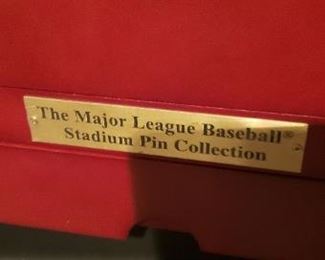 The Major League Baseball®
Stadium Pin Collection